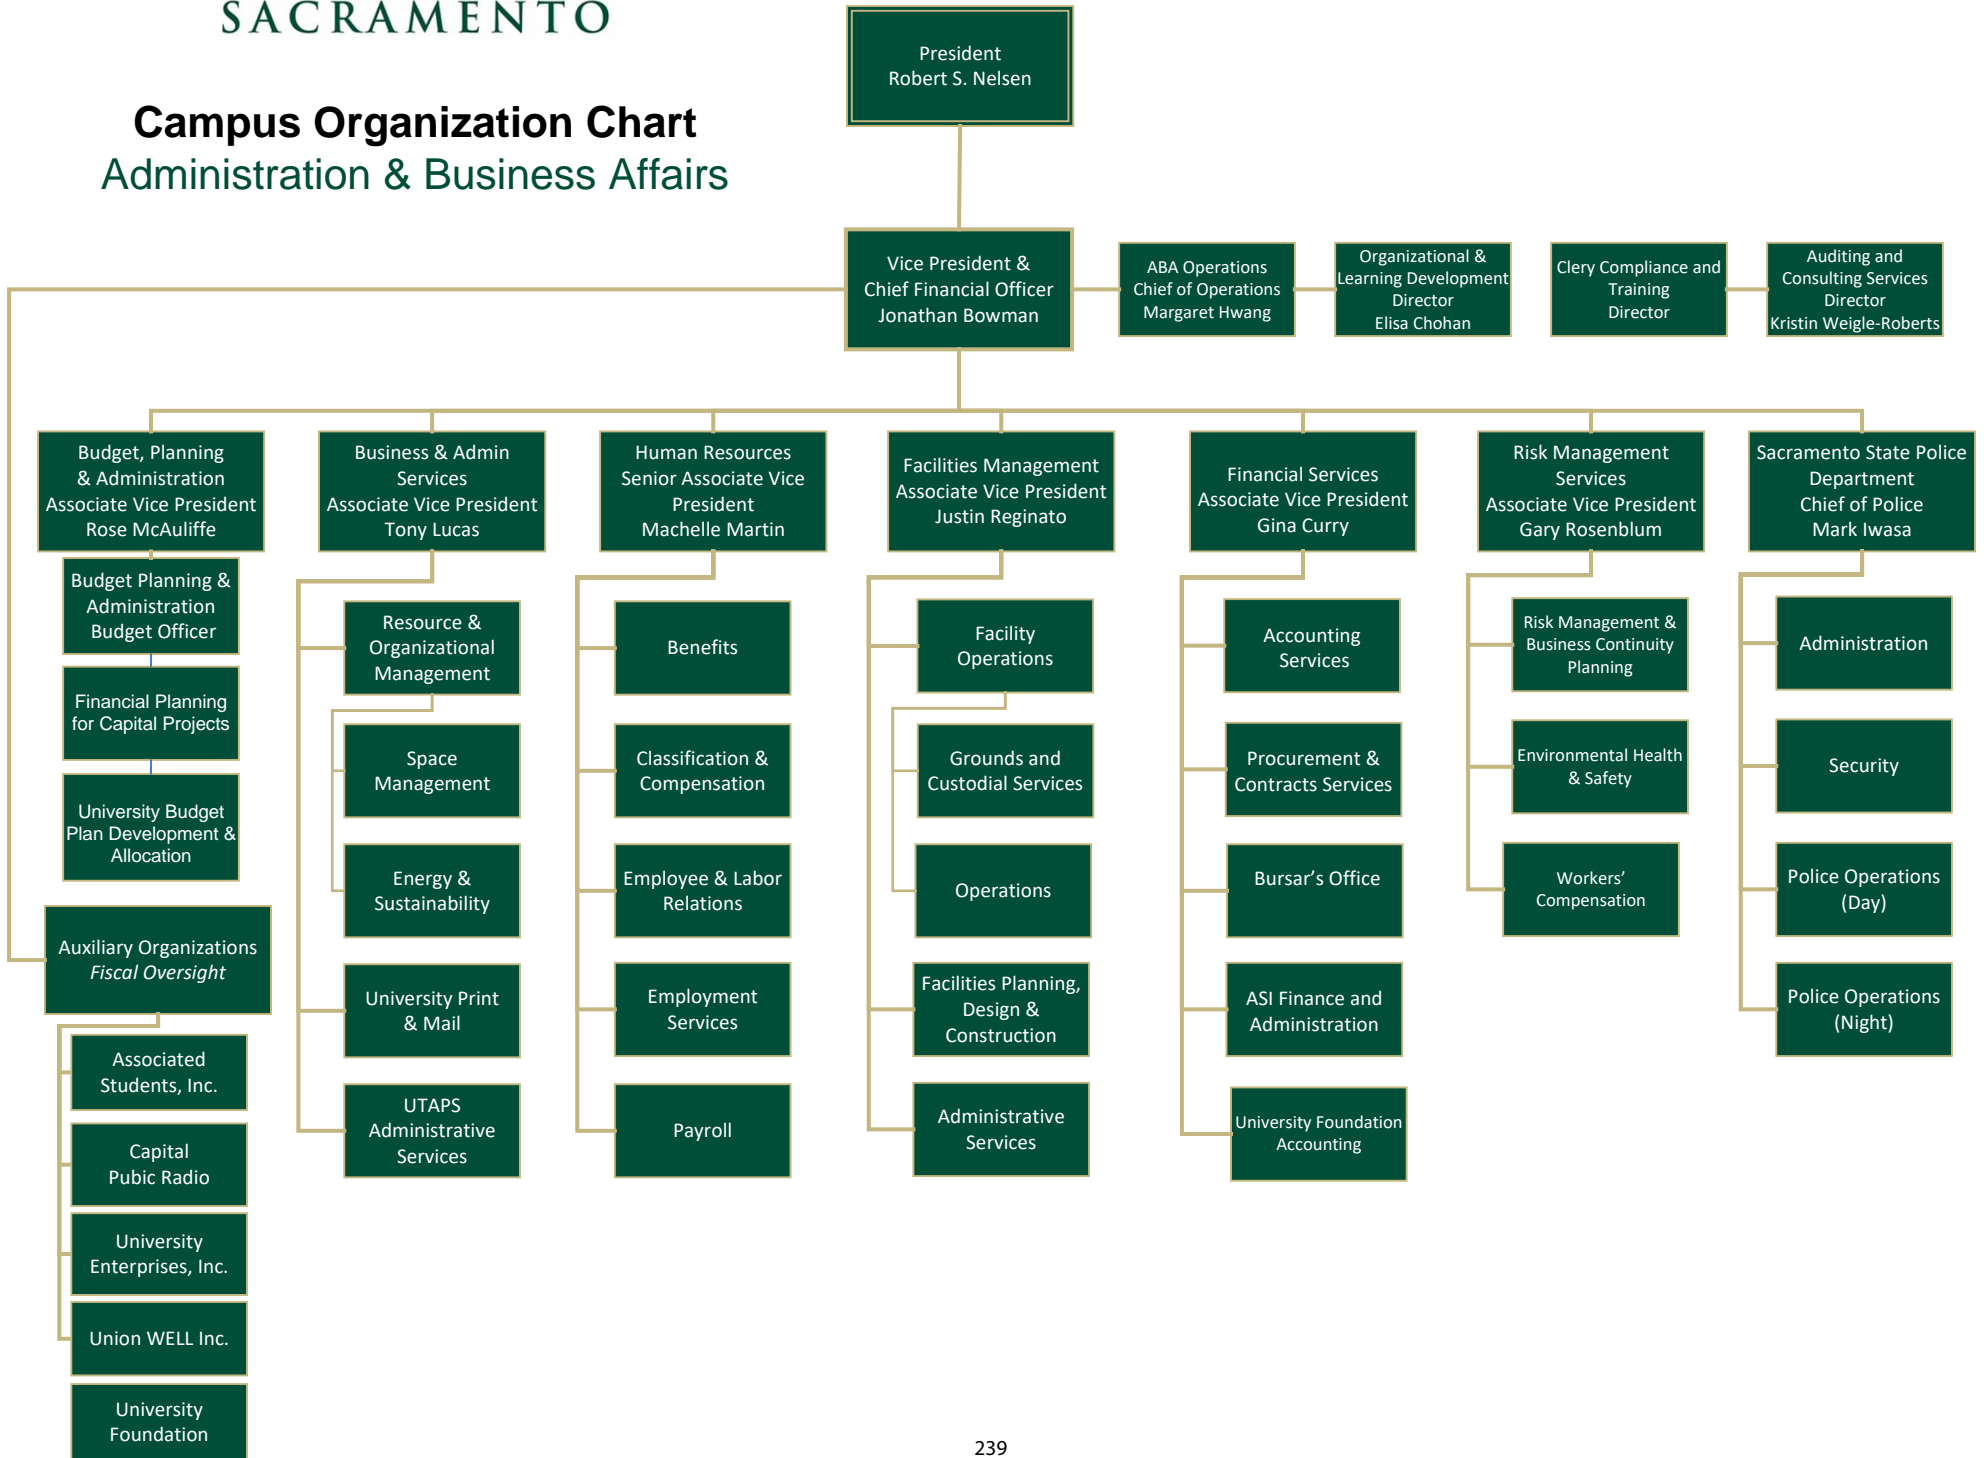 SACRAMENTO
Campus Organization Chart
Administration & Business Affairs
President
Robert S. Nelsen
Vice President &
Chief Financial Officer
Jonathan Bowman
ABA Operations
Chief of Operations
Margaret Hwang
Organizational &
Learning Development
Director
Elisa Chohan
Clery Compliance and
Training
Director
Auditing and
Consulting Services
Director
Kristin Weigle-Roberts
Budget, Planning
& Administration
Associate Vice President
Rose McAuliffe
Business & Admin
Services
Associate Vice President
Tony Lucas
Human Resources
Senior Associate Vice
President
Machelle Martin
Facilities Management
Associate Vice President
Justin Reginato
Financial Services
Associate Vice President
Gina Curry
Risk Management
Services
Associate Vice President
Gary Rosenblum
Sacramento State Police
Department
Chief of Police
Mark Iwasa
Budget Planning &
Administration
Budget Officer
Financial Planning
for Capital Projects
University Budget
Plan Development &
Allocation
Auxiliary Organizations
Fiscal Oversight
Associated
Students, Inc.
Capital
Pubic Radio
University
Enterprises, Inc.
Union WELL Inc.
University
Foundation
Resource &
Organizational
Management
Space
Management
Energy &
Sustainability
University Print
& Mail
UTAPS
Administrative
Services
Benefits
Classification &
Compensation
Employee & Labor
Relations
Employment
Services
Payroll
Facility
Operations
Grounds and
Custodial Services
Operations
Facilities Planning,
Design &
Construction
Administrative
Services
Accounting
Services
Procurement &
Contracts Services
Bursar’s Office
ASI Finance and
Administration
University Foundation
Accounting
Risk Management &
Business Continuity
Planning
Environmental Health
& Safety
Workers’
Compensation
Administration
Security
Police Operations
(Day)
Police Operations
(Night)
239